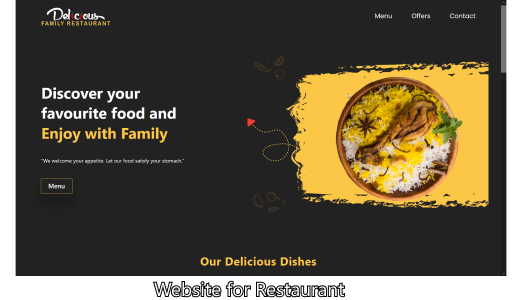 Delicious
FAMILY RESTAURANT
Menu Offers Contact
Discover your
favourite food and
Enjoy with Family
"We welcome your appetite. Let our food satisfy your stomach."
Menu
Our Delicious Dishes
Website for Restaurant